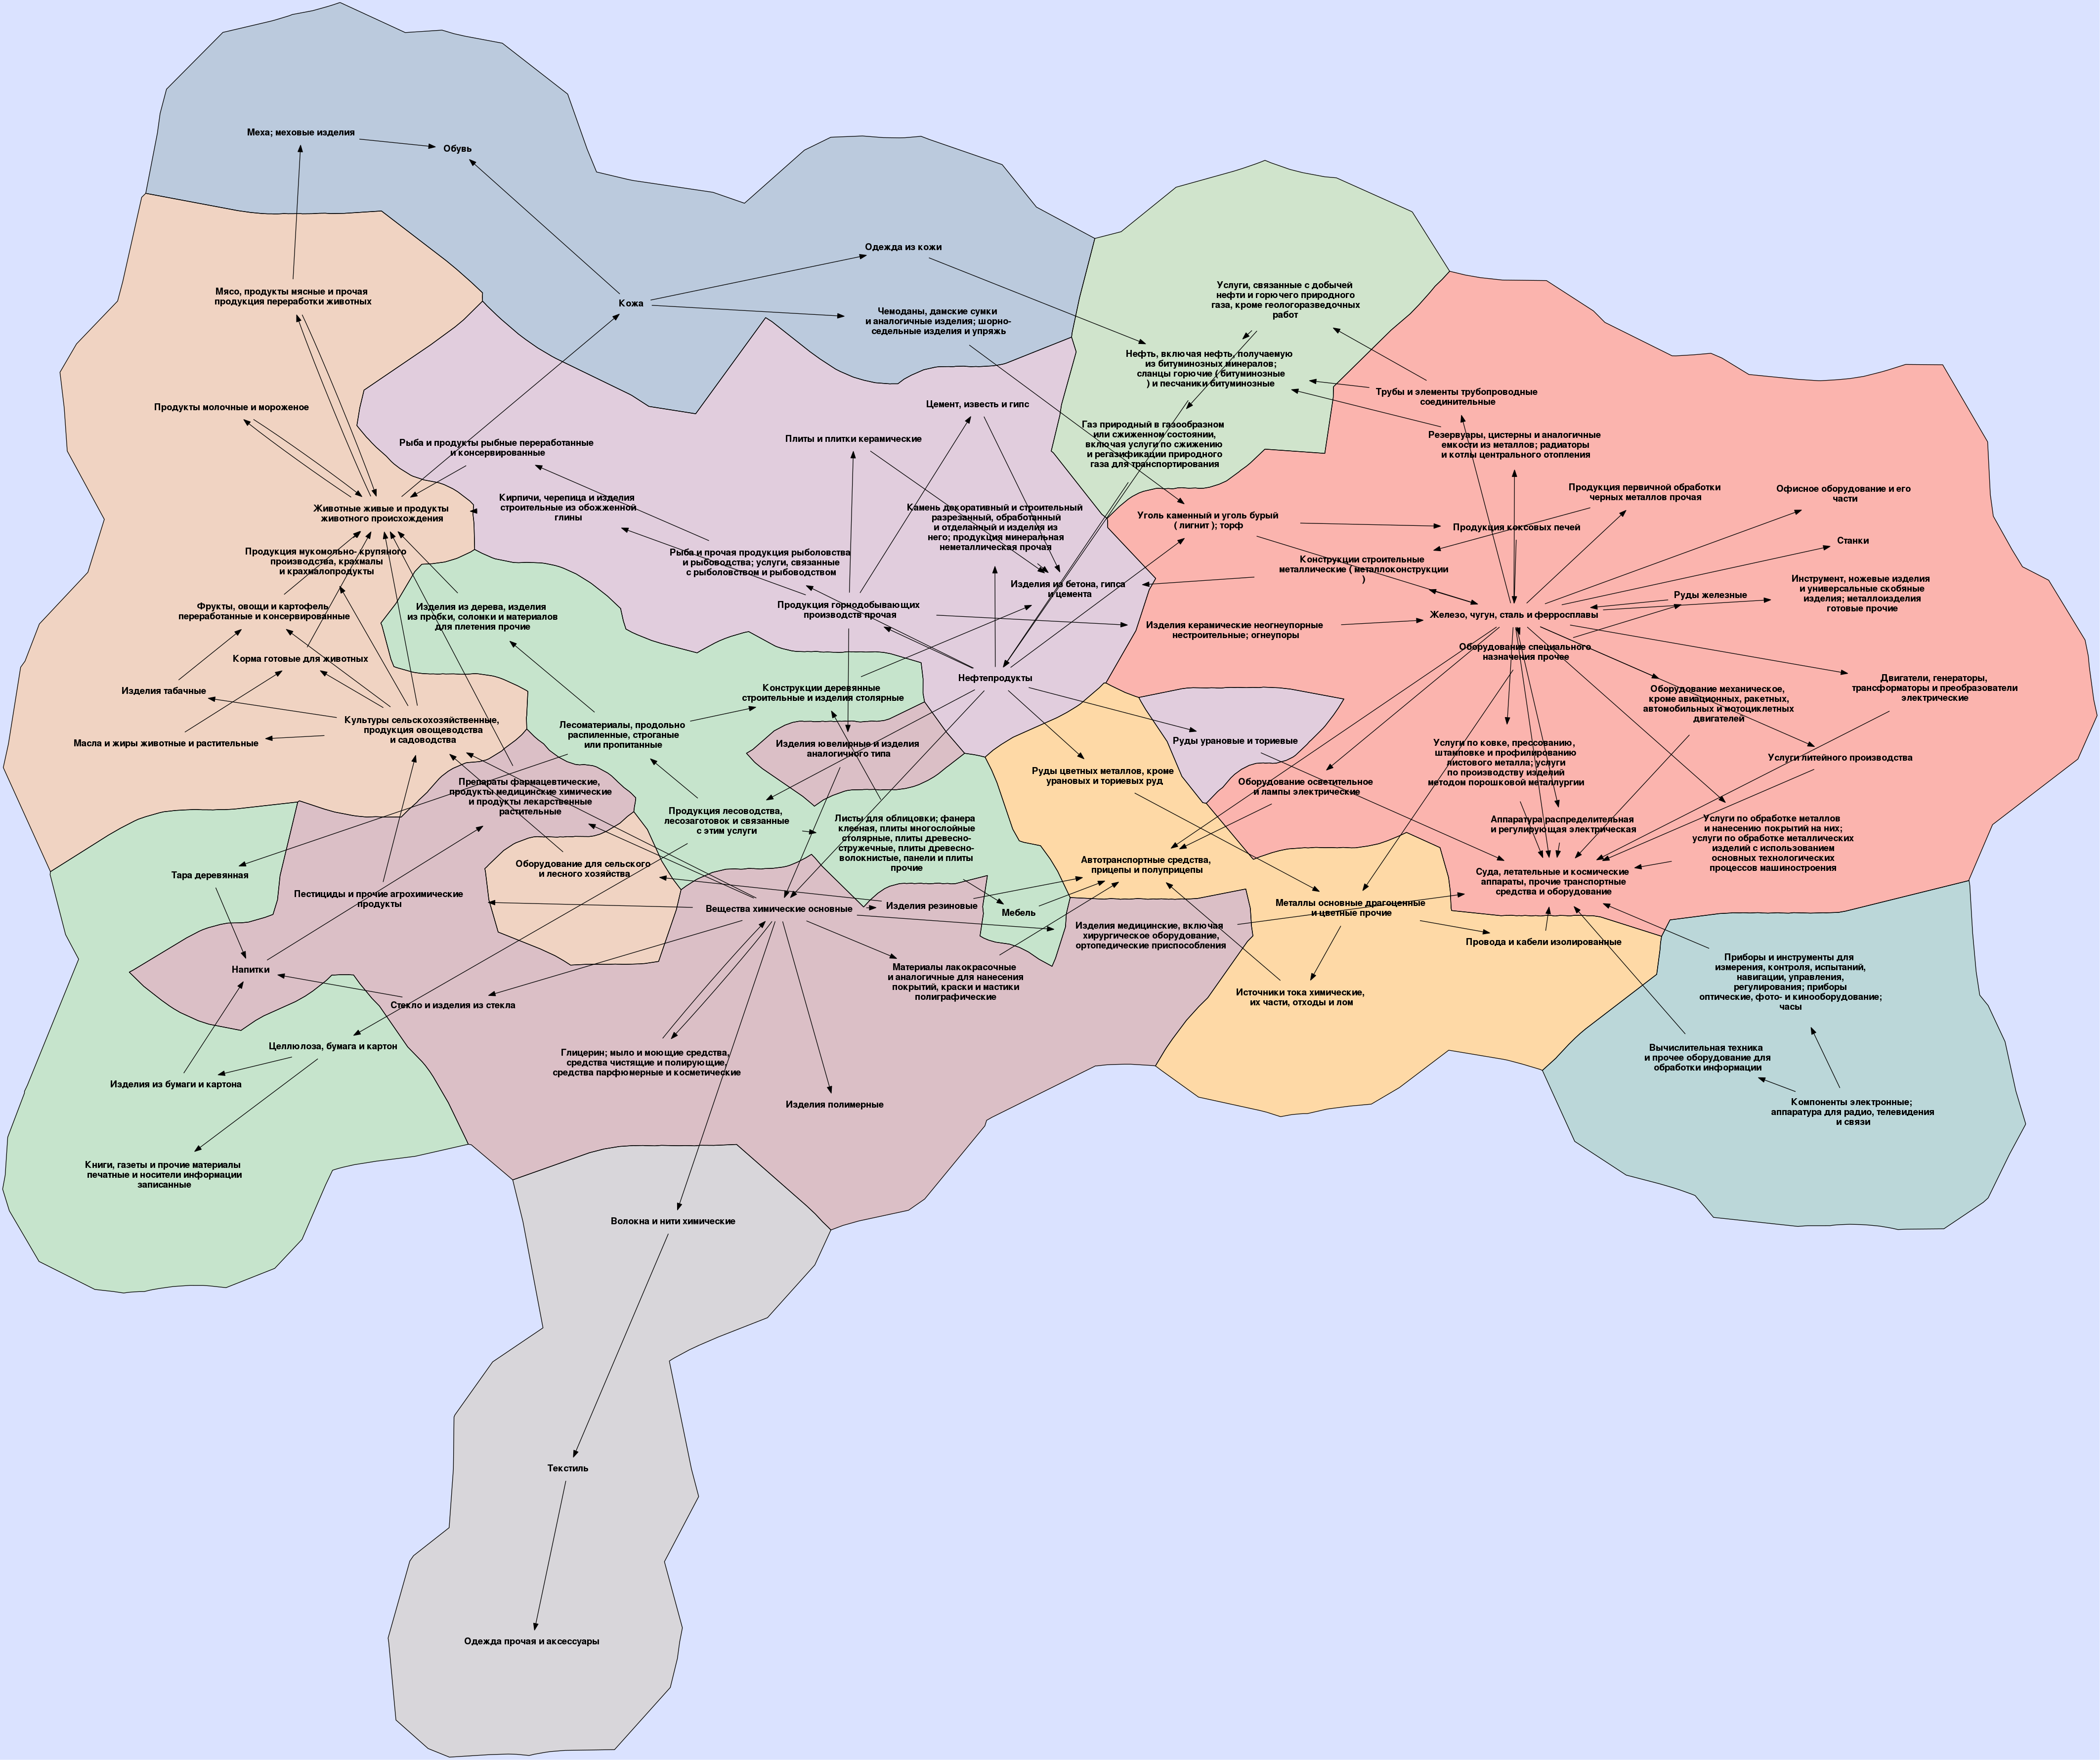 Меха; меховые изделия
Обувь
Одежда из кожи
Кожа
Чемоданы, дамские сумки
и аналогичные изделия; шорно-
седельные изделия и упряжь
Мясо, продукты мясные и прочая
продукция переработки животных
Услуги, связанные с добычей
нефти и горючего природного
газа, кроме геологоразведочных
работ
Нефть, включая нефть, получаемую
из битуминозных минералов;
сланцы горючие ( битуминозные
) и песчаники битуминозные
Трубы и элементы трубопроводные
соединительные
Продукты молочные и мороженое
Цемент, известь и гипс
Рыба и продукты рыбные переработанные
и консервированные
Плиты и плитки керамические
Газ природный в газообразном
или сжиженном состоянии,
включая услуги по сжижению
и регазификации природного
газа для транспортирования
Резервуары, цистерны и аналогичные
емкости из металлов; радиаторы
и котлы центрального отопления
Продукция первичной обработки
черных металлов прочая
Офисное оборудование и его
части
Животные живые и продукты
животного происхождения
Кирпичи, черепица и изделия
строительные из обожженной
глины
Камень декоративный и строительный
разрезанный, обработанный
и отделанный и изделия из
него; продукция минеральная
неметаллическая прочая
Уголь каменный и уголь бурый
( лигнит ); торф
Продукция коксовых печей
Станки
Продукция мукомольно- крупяного
производства, крахмалы
и крахмалопродукты
Рыба и прочая продукция рыболовства
и рыбоводства; услуги, связанные
с рыболовством и рыбоводством
Конструкции строительные
металлические ( металлоконструкции
)
Изделия из бетона, гипса
и цемента
Инструмент, ножевые изделия
и универсальные скобяные
изделия; металлоизделия
готовые прочие
Руды железные
Фрукты, овощи и картофель
переработанные и консервированные
Изделия из дерева, изделия
из пробки, соломки и материалов
для плетения прочие
Продукция горнодобывающих
производств прочая
Железо, чугун, сталь и ферросплавы
Изделия керамические неогнеупорные
нестроительные; огнеупоры
Оборудование специального
назначения прочее
Корма готовые для животных
Нефтепродукты
Изделия табачные
Конструкции деревянные
строительные и изделия столярные
Оборудование механическое,
кроме авиационных, ракетных,
автомобильных и мотоциклетных
двигателей
Двигатели, генераторы,
трансформаторы и преобразователи
электрические
Культуры сельскохозяйственные,
продукция овощеводства
и садоводства
Лесоматериалы, продольно
распиленные, строганые
или пропитанные
Масла и жиры животные и растительные
Изделия ювелирные и изделия
аналогичного типа
Руды урановые и ториевые
Услуги по ковке, прессованию,
штамповке и профилированию
листового металла; услуги
по производству изделий
методом порошковой металлургии
Услуги литейного производства
Руды цветных металлов, кроме
урановых и ториевых руд
Оборудование осветительное
и лампы электрические
Препараты фармацевтические,
продукты медицинские химические
и продукты лекарственные
растительные
Продукция лесоводства,
лесозаготовок и связанные
с этим услуги
Листы для облицовки; фанера
клееная, плиты многослойные
столярные, плиты древесно-
стружечные, плиты древесно-
волокнистые, панели и плиты
прочие
Аппаратура распределительная
и регулирующая электрическая
Услуги по обработке металлов
и нанесению покрытий на них;
услуги по обработке металлических
изделий с использованием
основных технологических
процессов машиностроения
Тара деревянная
Оборудование для сельского
и лесного хозяйства
Автотранспортные средства,
прицепы и полуприцепы
Суда, летательные и космические
аппараты, прочие транспортные
средства и оборудование
Пестициды и прочие агрохимические
продукты
Вещества химические основные
Изделия резиновые
Мебель
Металлы основные драгоценные
и цветные прочие
Изделия медицинские, включая
хирургическое оборудование,
ортопедические приспособления
Провода и кабели изолированные
Напитки
Материалы лакокрасочные
и аналогичные для нанесения
покрытий, краски и мастики
полиграфические
Источники тока химические,
их части, отходы и лом
Приборы и инструменты для
измерения, контроля, испытаний,
навигации, управления,
регулирования; приборы
оптические, фото- и кинооборудование;
часы
Стекло и изделия из стекла
Целлюлоза, бумага и картон
Глицерин; мыло и моющие средства,
средства чистящие и полирующие,
средства парфюмерные и косметические
Вычислительная техника
и прочее оборудование для
обработки информации
Изделия из бумаги и картона
Изделия полимерные
Компоненты электронные;
аппаратура для радио, телевидения
и связи
Книги, газеты и прочие материалы
печатные и носители информации
записанные
Волокна и нити химические
Текстиль
Одежда прочая и аксессуары